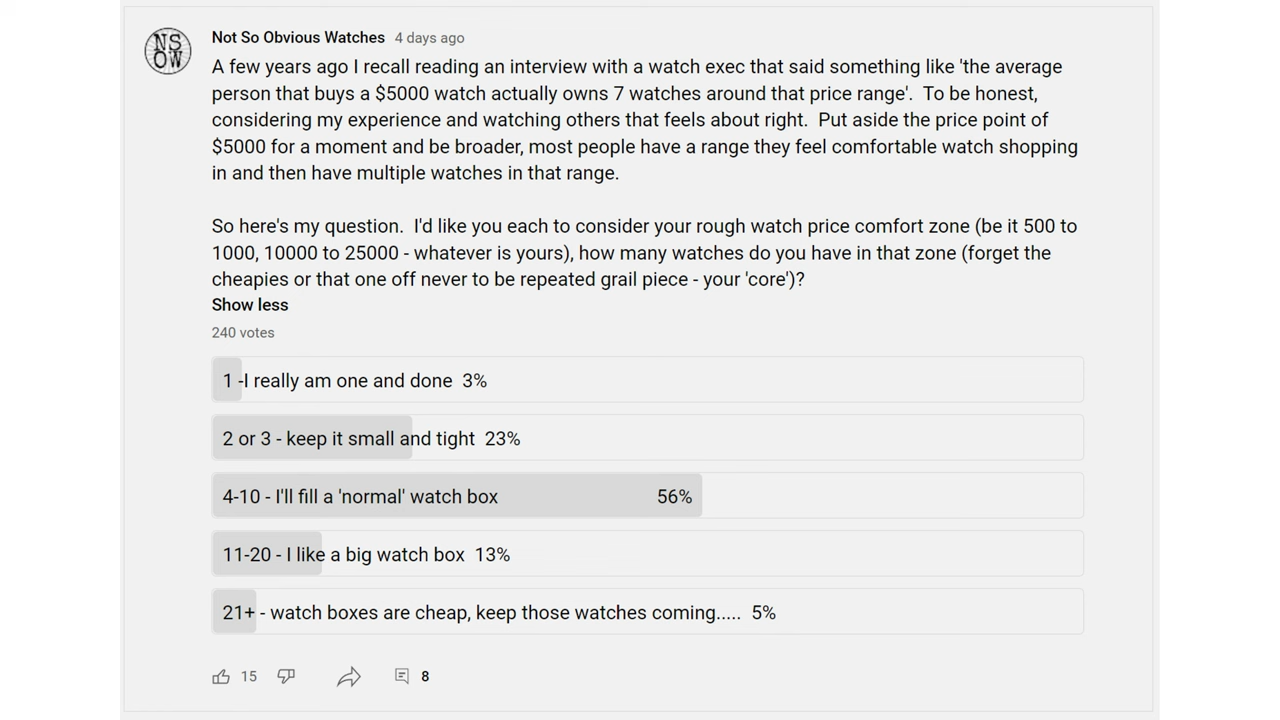 NS
OW
Not So Obvious Watches 4 days ago
A few years ago I recall reading an interview with a watch exec that said something like 'the average
person that buys a $5000 watch actually owns 7 watches around that price range'. To be honest,
considering my experience and watching others that feels about right. Put aside the price point of
$5000 for a moment and be broader, most people have a range they feel comfortable watch shopping
in and then have multiple watches in that range.
So here's my question. I'd like you each to consider your rough watch price comfort zone (be it 500 to
1000, 10000 to 25000 - whatever is yours), how many watches do you have in that zone (forget the
cheapies or that one off never to be repeated grail piece - your 'core')?
Show less
240 votes
1 -I really am one and done 3%
2 or 3 - keep it small and tight 23%
4-10 - I'll fill a 'normal' watch box 56%
11-20 - I like a big watch box 13%
21+ - watch boxes are cheap, keep those watches coming..... 5%
15 8